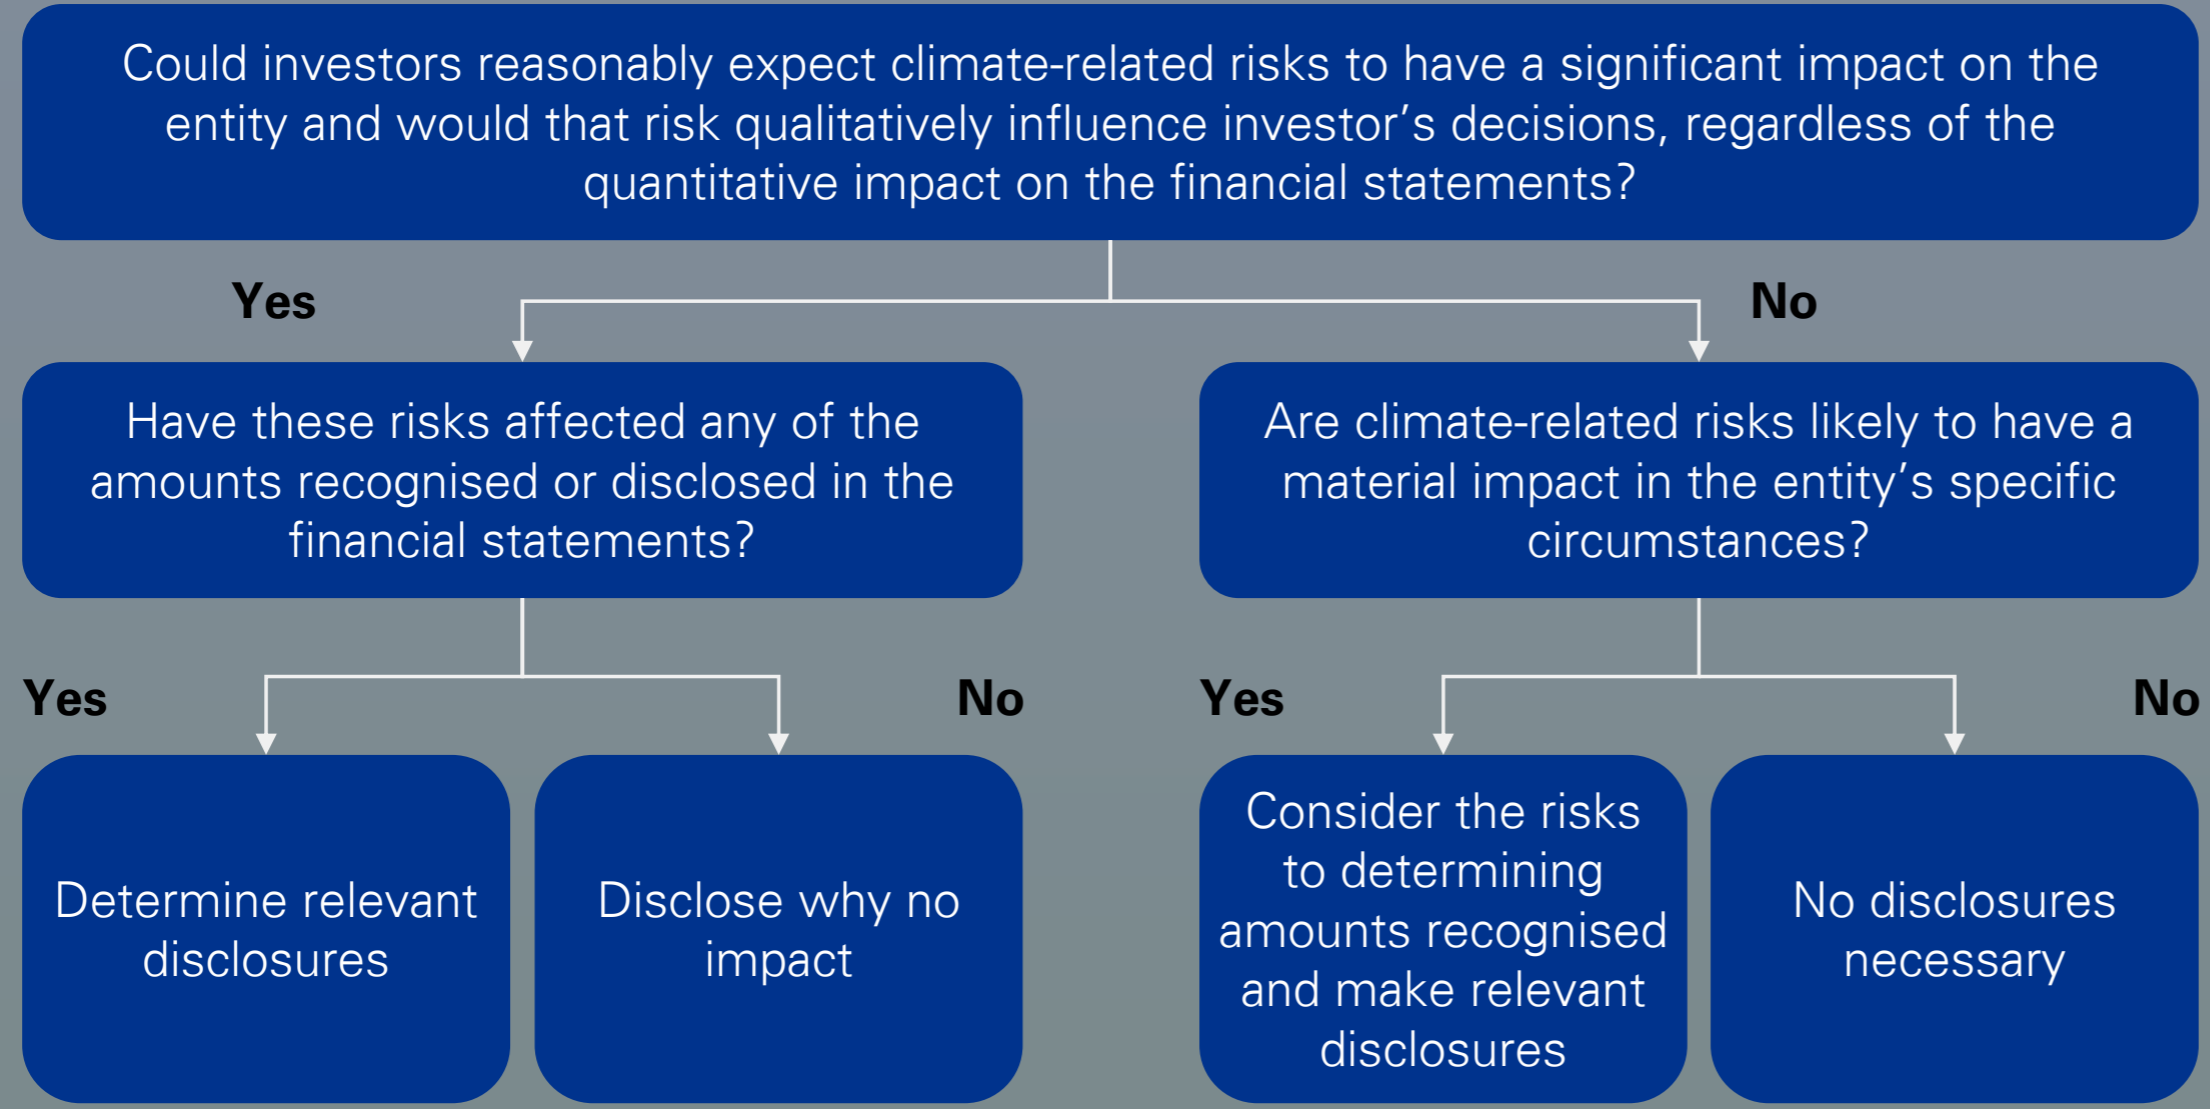 Could investors reasonably expect climate-related risks to have a significant impact on the
entity and would that risk qualitatively influence investor’s decisions, regardless of the
quantitative impact on the financial statements?
Yes
No
Have these risks affected any of the
amounts recognised or disclosed in the
financial statements?
Are climate-related risks likely to have a
material impact in the entity’s specific
circumstances?
Yes
No
Yes
No
Determine relevant
disclosures
Disclose why no
impact
Consider the risks
to determining
amounts recognised
and make relevant
disclosures
No disclosures
necessary